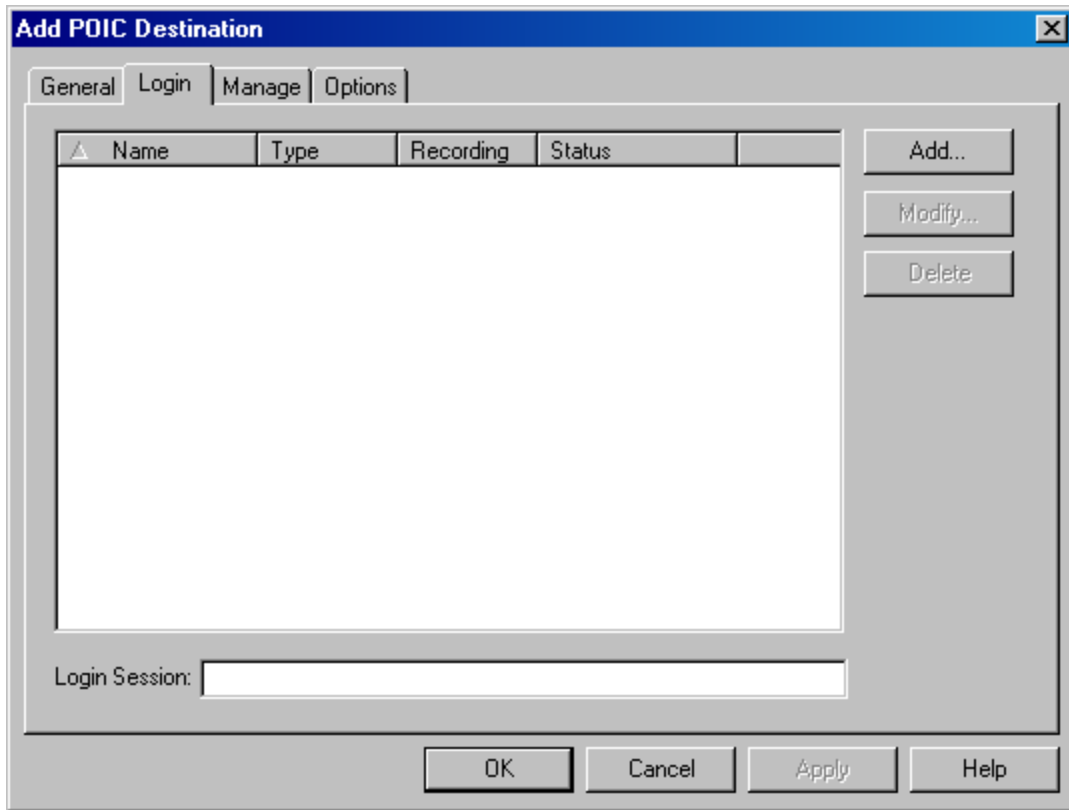 Add POIC Destination
General Login Manage Options
Name Type Recording Status
Add...
Modify...
Delete
Login Session:
OK Cancel Apply Help